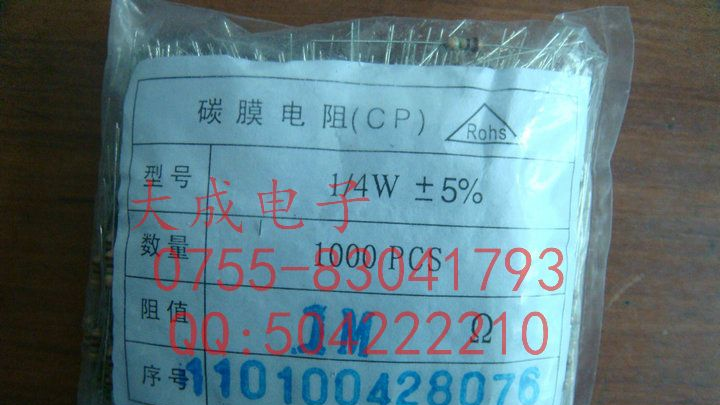 碳膜电阻(CP) Rohs
型号 1/4W ±5%
大成电子
数量 1000 PCS
0755-83041793
阻值 1M Ω
QQ:504222210
序号 110100428076